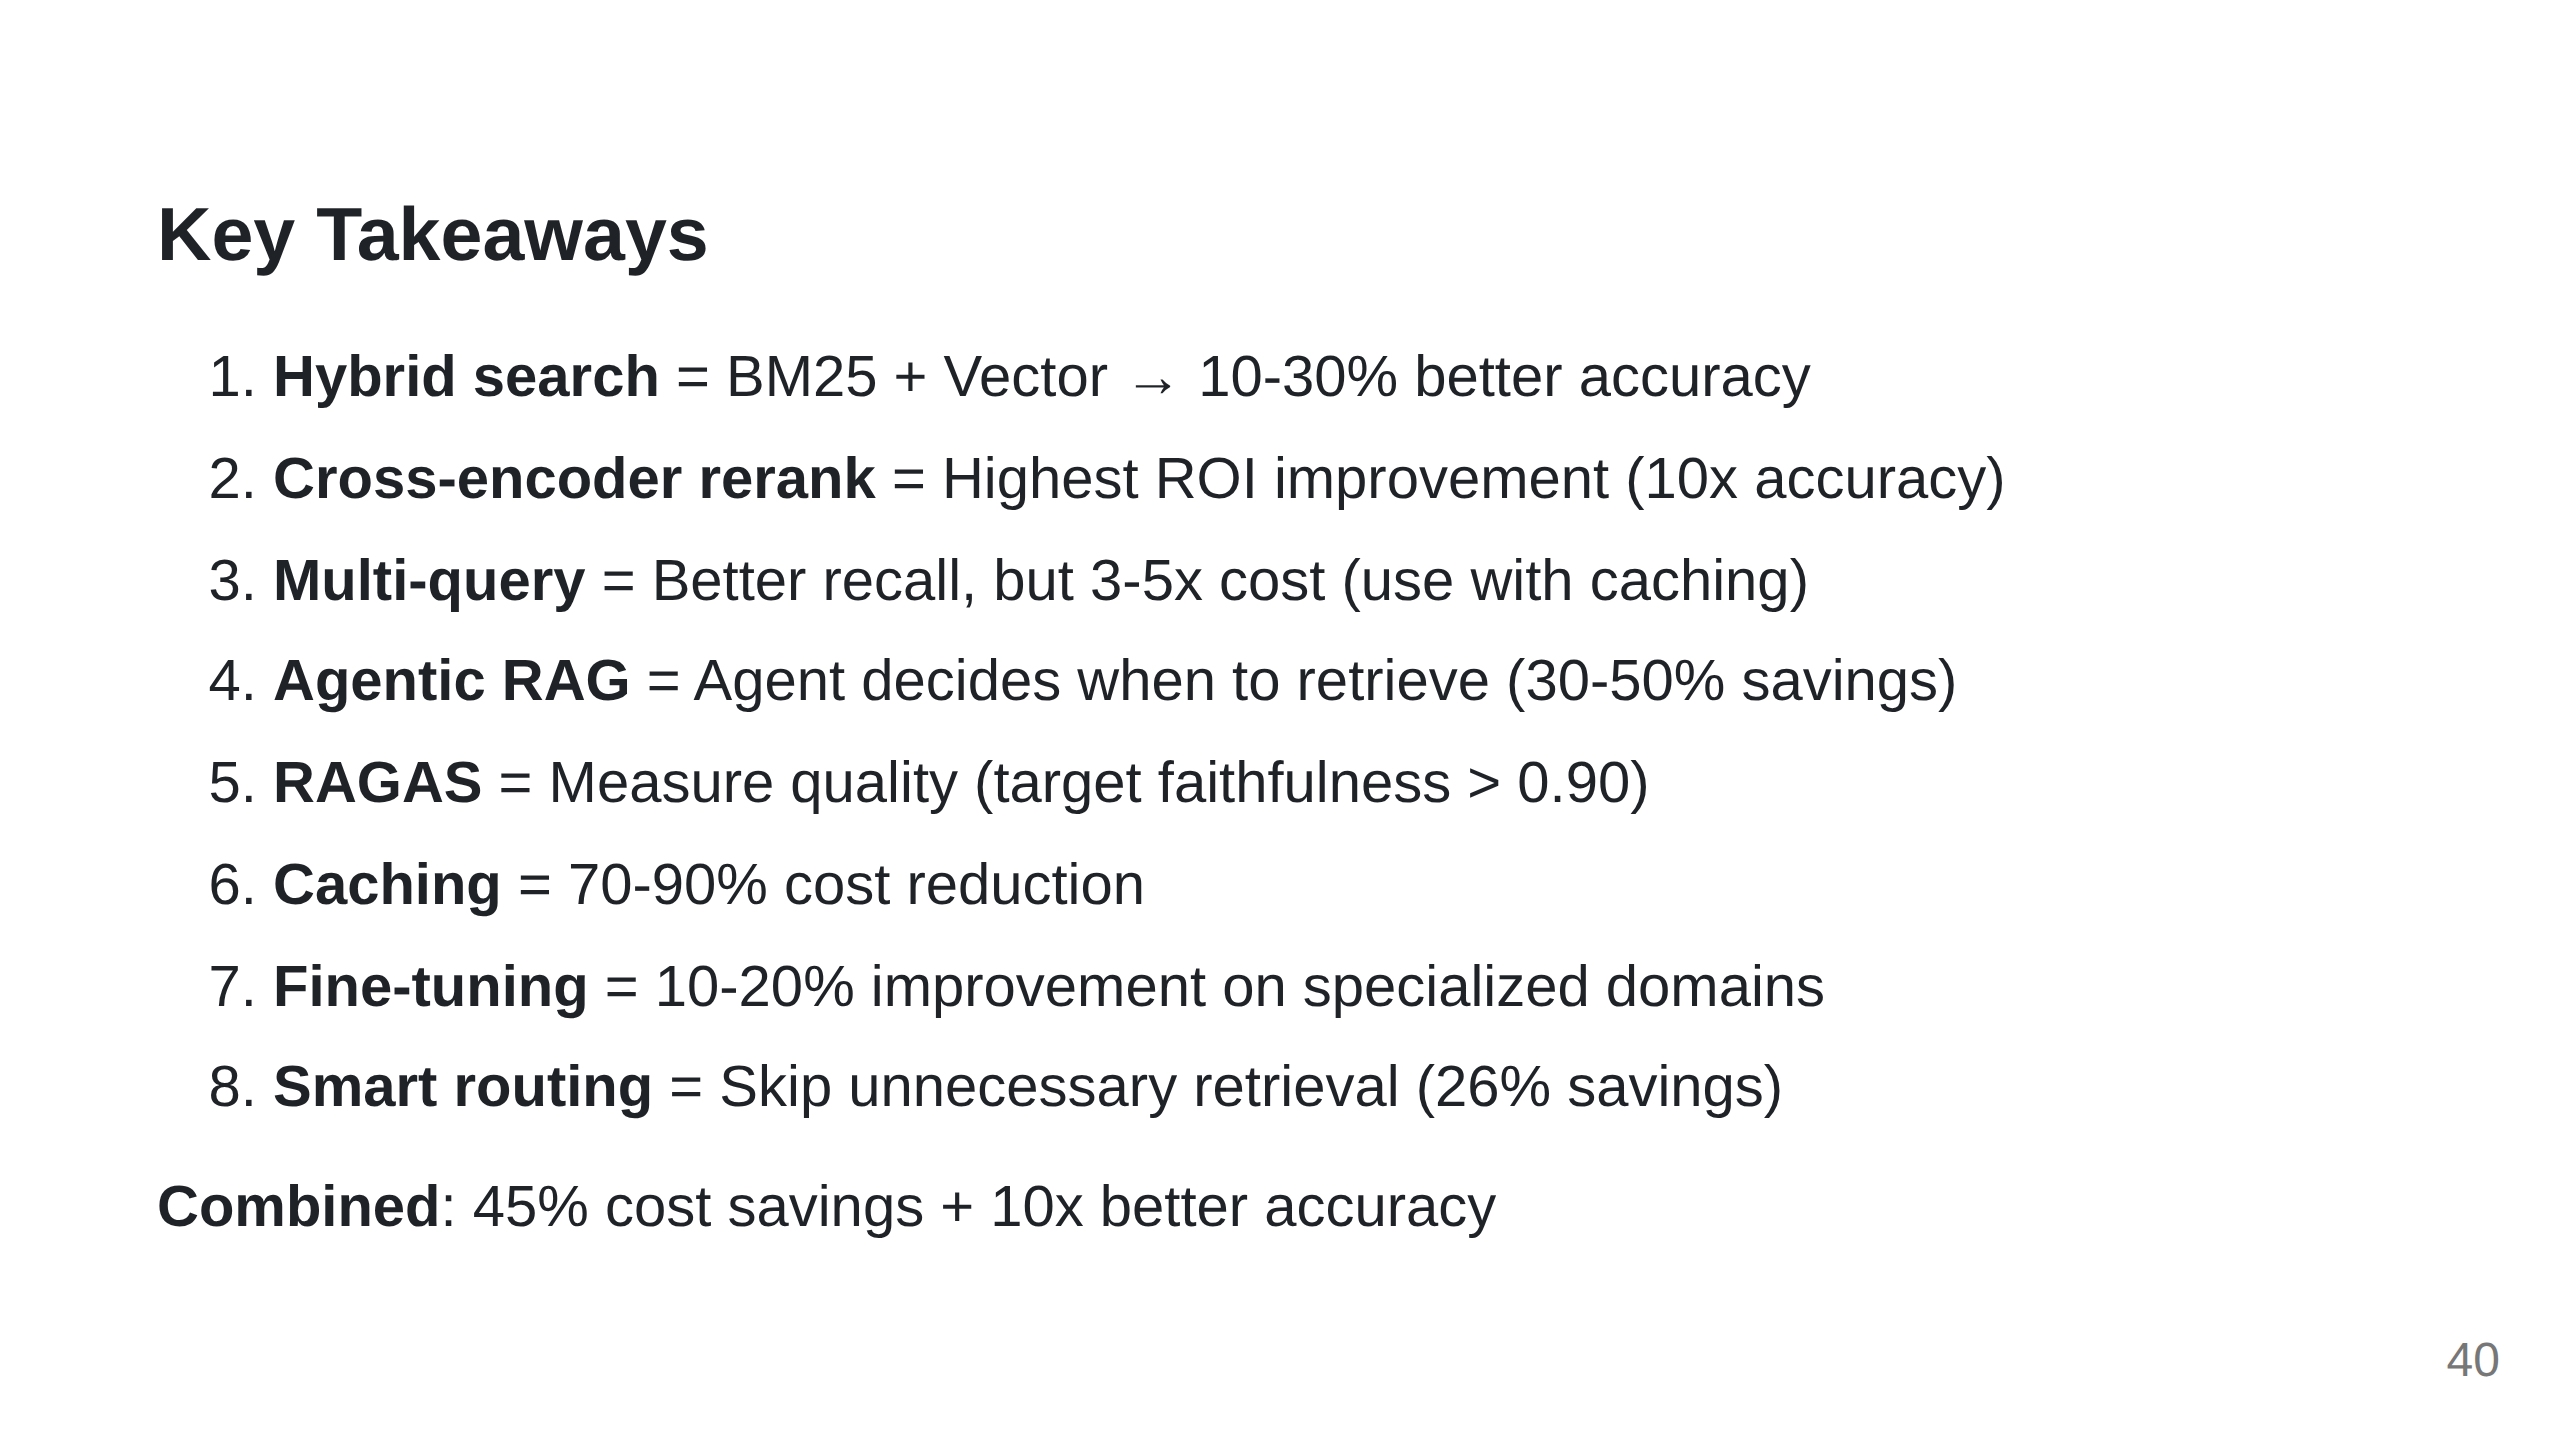 Key Takeaways
1. Hybrid search = BM25 + Vector → 10-30% better accuracy
2. Cross-encoder rerank = Highest ROI improvement (10x accuracy)
3. Multi-query = Better recall, but 3-5x cost (use with caching)
4. Agentic RAG = Agent decides when to retrieve (30-50% savings)
5. RAGAS = Measure quality (target faithfulness > 0.90)
6. Caching = 70-90% cost reduction
7. Fine-tuning = 10-20% improvement on specialized domains
8. Smart routing = Skip unnecessary retrieval (26% savings)
Combined: 45% cost savings + 10x better accuracy
40